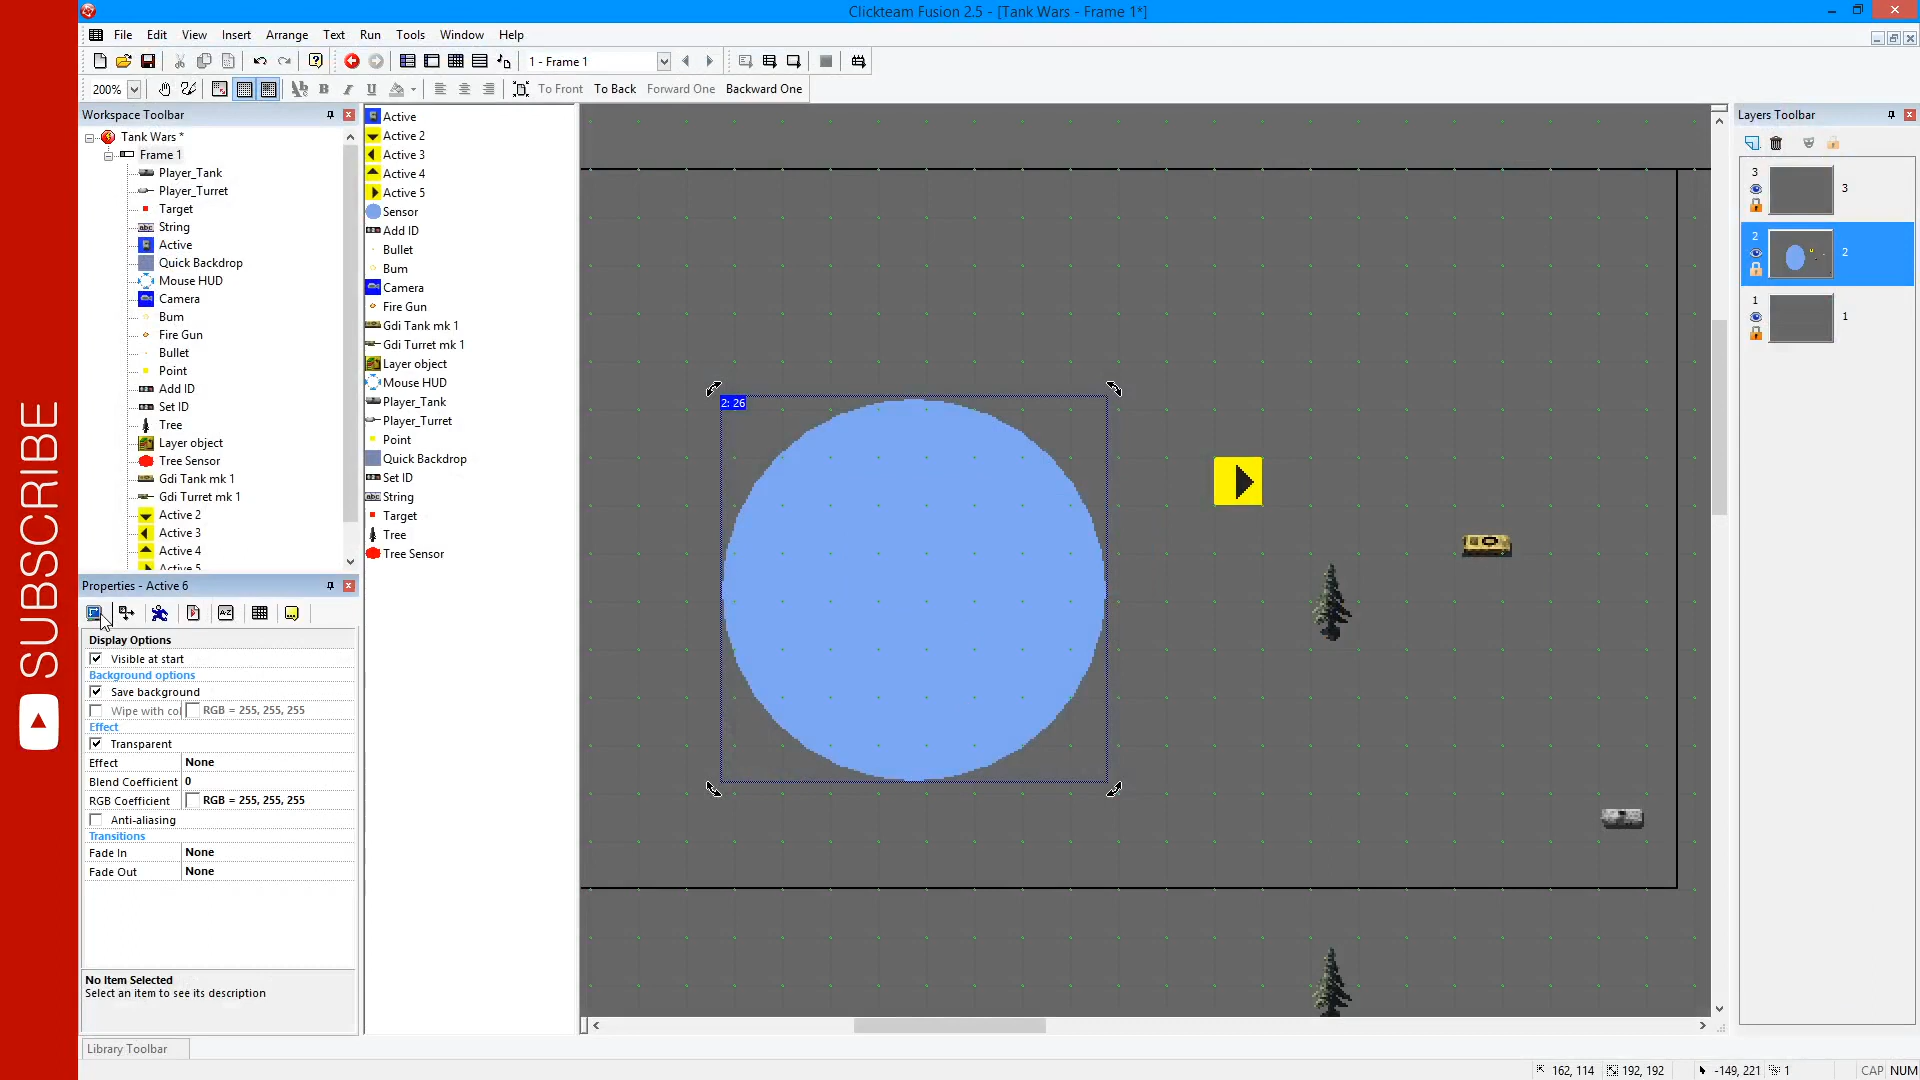 Clickteam Fusion 2.5 - [Tank Wars - Frame 1*]
File Edit View Insert Arrange Text Run Tools Window Help
1 - Frame 1
200% To Front To Back Forward One Backward One
Workspace Toolbar
Tank Wars *
Frame 1
Player_Tank
Player_Turret
Target
String
Active
Quick Backdrop
Mouse HUD
Camera
Bum
Fire Gun
Bullet
Point
Add ID
Set ID
Tree
Layer object
Tree Sensor
Gdi Tank mk 1
Gdi Turret mk 1
Active 2
Active 3
Active 4
Active 5
Active
Active 2
Active 3
Active 4
Active 5
Sensor
Add ID
Bullet
Bum
Camera
Fire Gun
Gdi Tank mk 1
Gdi Turret mk 1
Layer object
Mouse HUD
Player_Tank
Player_Turret
Point
Quick Backdrop
Set ID
String
Target
Tree
Tree Sensor
2: 26
Layers Toolbar
3 3
2 2
1 1
Properties - Active 6
Display Options
Visible at start
Background options
Save background
Wipe with col RGB = 255, 255, 255
Effect
Transparent
Effect None
Blend Coefficient 0
RGB Coefficient RGB = 255, 255, 255
Anti-aliasing
Transitions
Fade In None
Fade Out None
No Item Selected
Select an item to see its description
Library Toolbar
162, 114 192, 192 -149, 221 1 CAP NUM
SUBSCRIBE